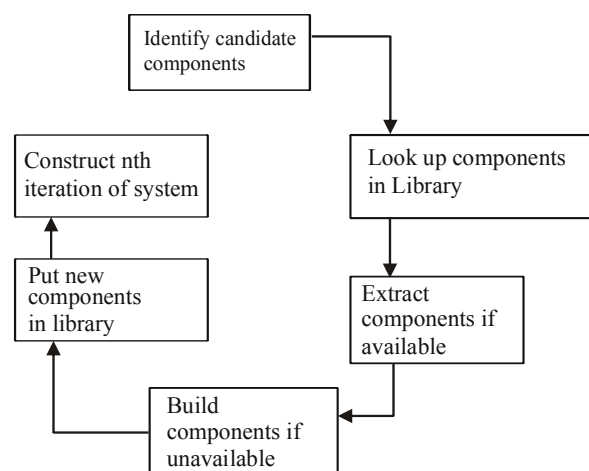 Identify candidate
components
Look up components
in Library
Extract
components if
available
Build
components if
unavailable
Put new
components
in library
Construct nth
iteration of system